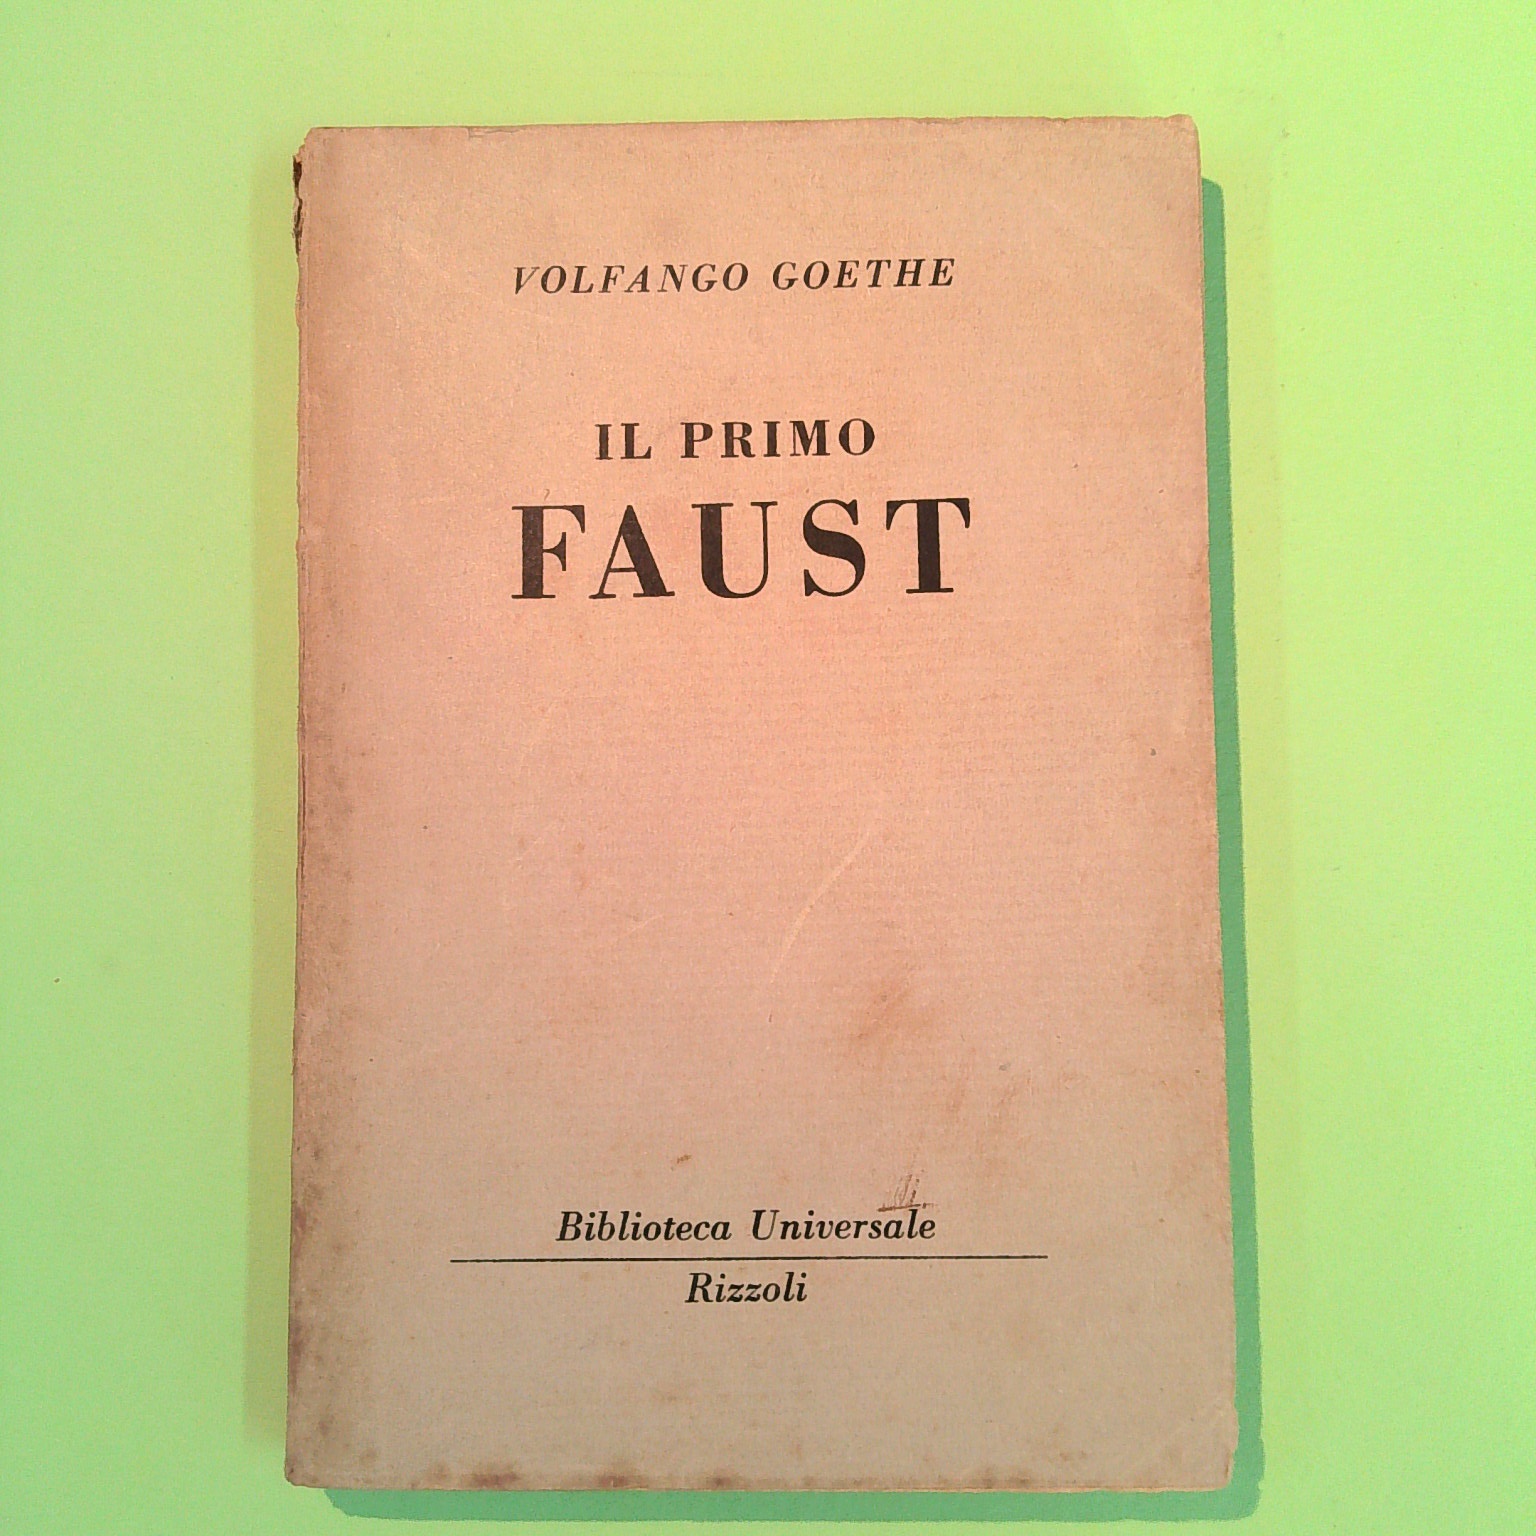 VOLFANGO GOETHE
IL PRIMO
FAUST
Biblioteca Universale
Rizzoli